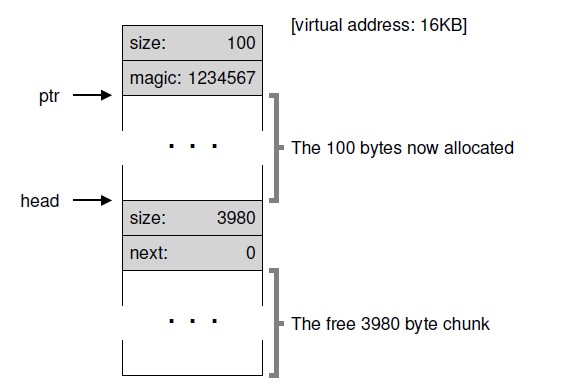 [virtual address: 16KB]
size: 100
magic: 1234567
ptr
. . .
The 100 bytes now allocated
head
size: 3980
next: 0
. . .
The free 3980 byte chunk